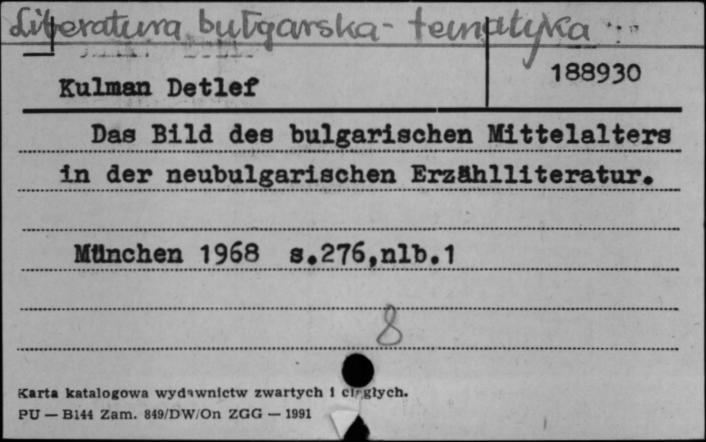 Literatura bułgarska - tematyka
188930
Kulman Detlef
Das Bild des bulgarischen Mittelalters
in der neubulgarischen Erzählliteratur.
München 1968 s.276,nlb.1
8
Karta katalogowa wydawnictw zwartych i ciągłych.
PU — B144 Zam. 849/DW/On ZGG — 1991